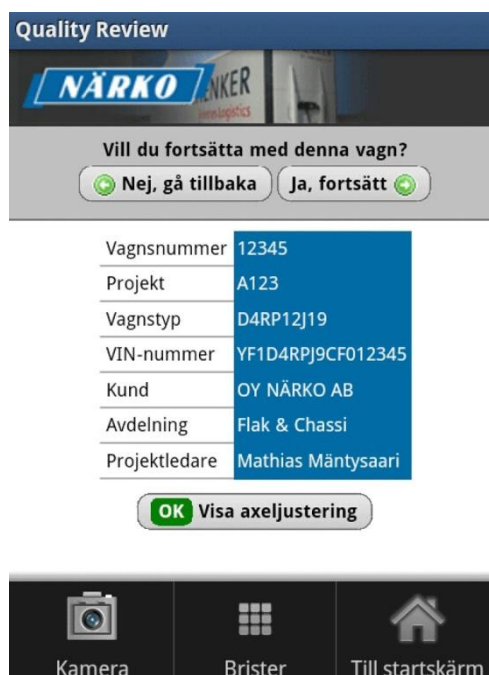 Quality Review
NÄRKO
NKER
Vill du fortsätta med denna vagn?
Nej, gå tillbaka Ja, fortsätt
Vagnsnummer 12345
Projekt A123
Vagnstyp D4RP12J19
VIN-nummer YF1D4RPJ9CF012345
Kund OY NÄRKO AB
Avdelning Flak & Chassi
Projektledare Mathias Mäntysaari
OK Visa axeljustering
Kamera Brister Till startskärm